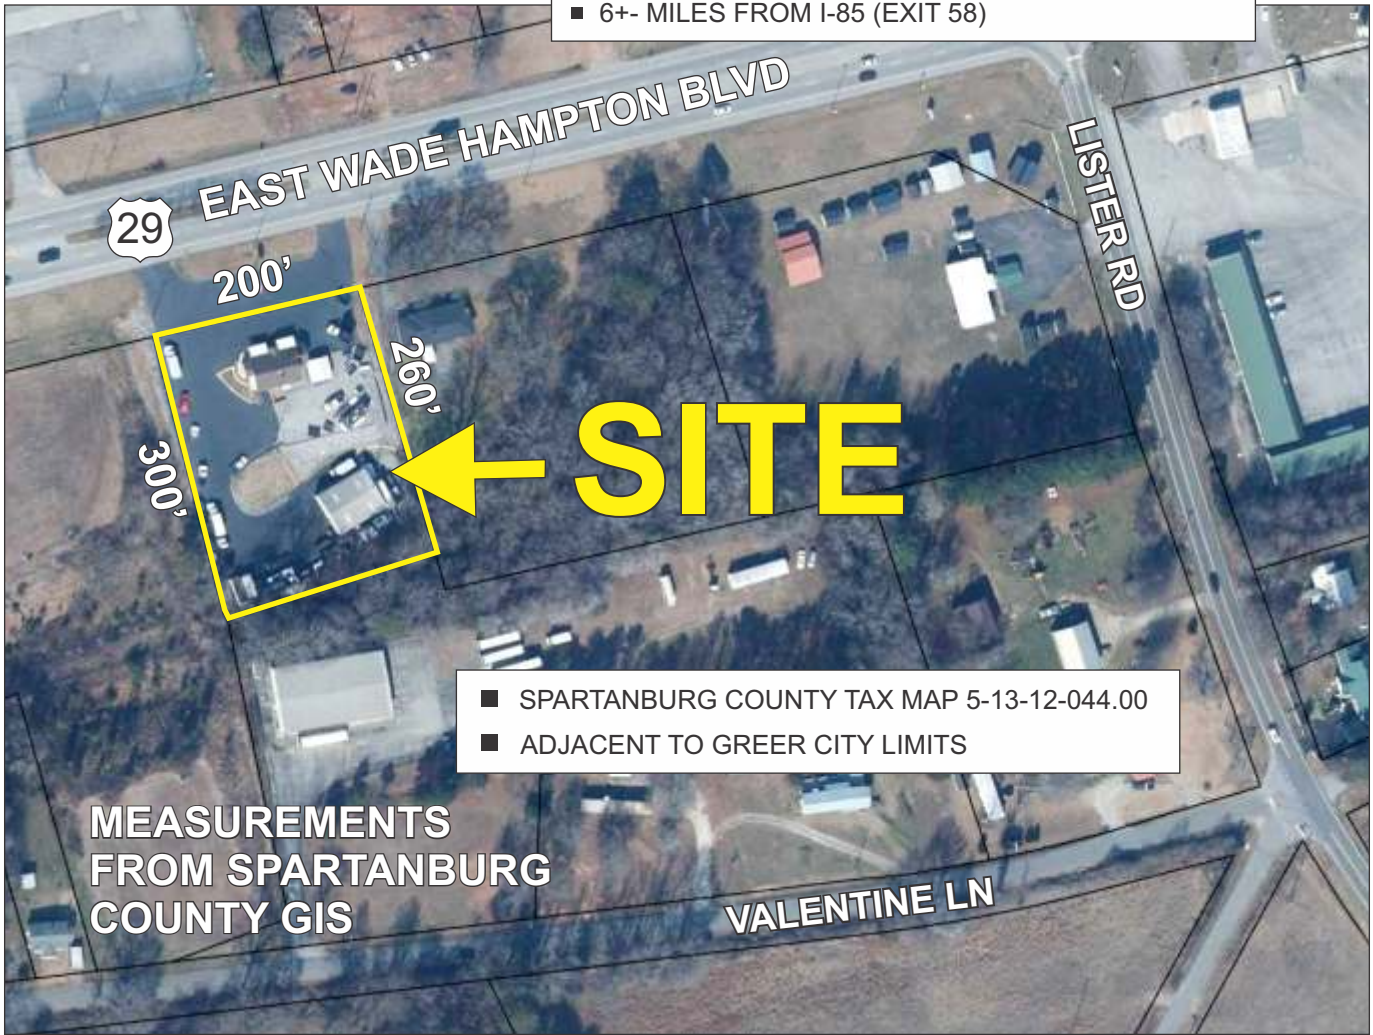 ■ 6+- MILES FROM I-85 (EXIT 58)
EAST WADE HAMPTON BLVD
29
LISTER RD
200’
260’
300’
SITE
■ SPARTANBURG COUNTY TAX MAP 5-13-12-044.00
■ ADJACENT TO GREER CITY LIMITS
MEASUREMENTS
FROM SPARTANBURG
COUNTY GIS
VALENTINE LN